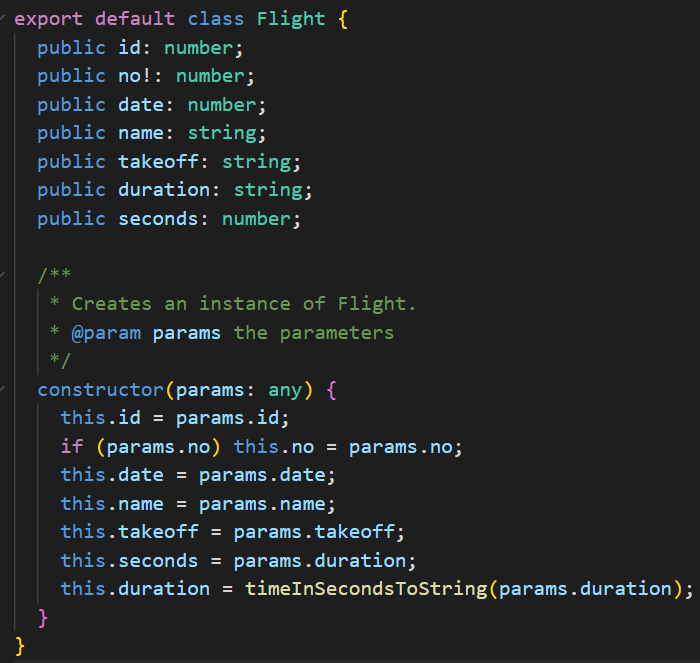 export default class Flight {
  public id: number;
  public no!: number;
  public date: number;
  public name: string;
  public takeoff: string;
  public duration: string;
  public seconds: number;

  /**
   * Creates an instance of Flight.
   * @param params the parameters
   */
  constructor(params: any) {
    this.id = params.id;
    if (params.no) this.no = params.no;
    this.date = params.date;
    this.name = params.name;
    this.takeoff = params.takeoff;
    this.seconds = params.duration;
    this.duration = timeInSecondsToString(params.duration);
  }
}